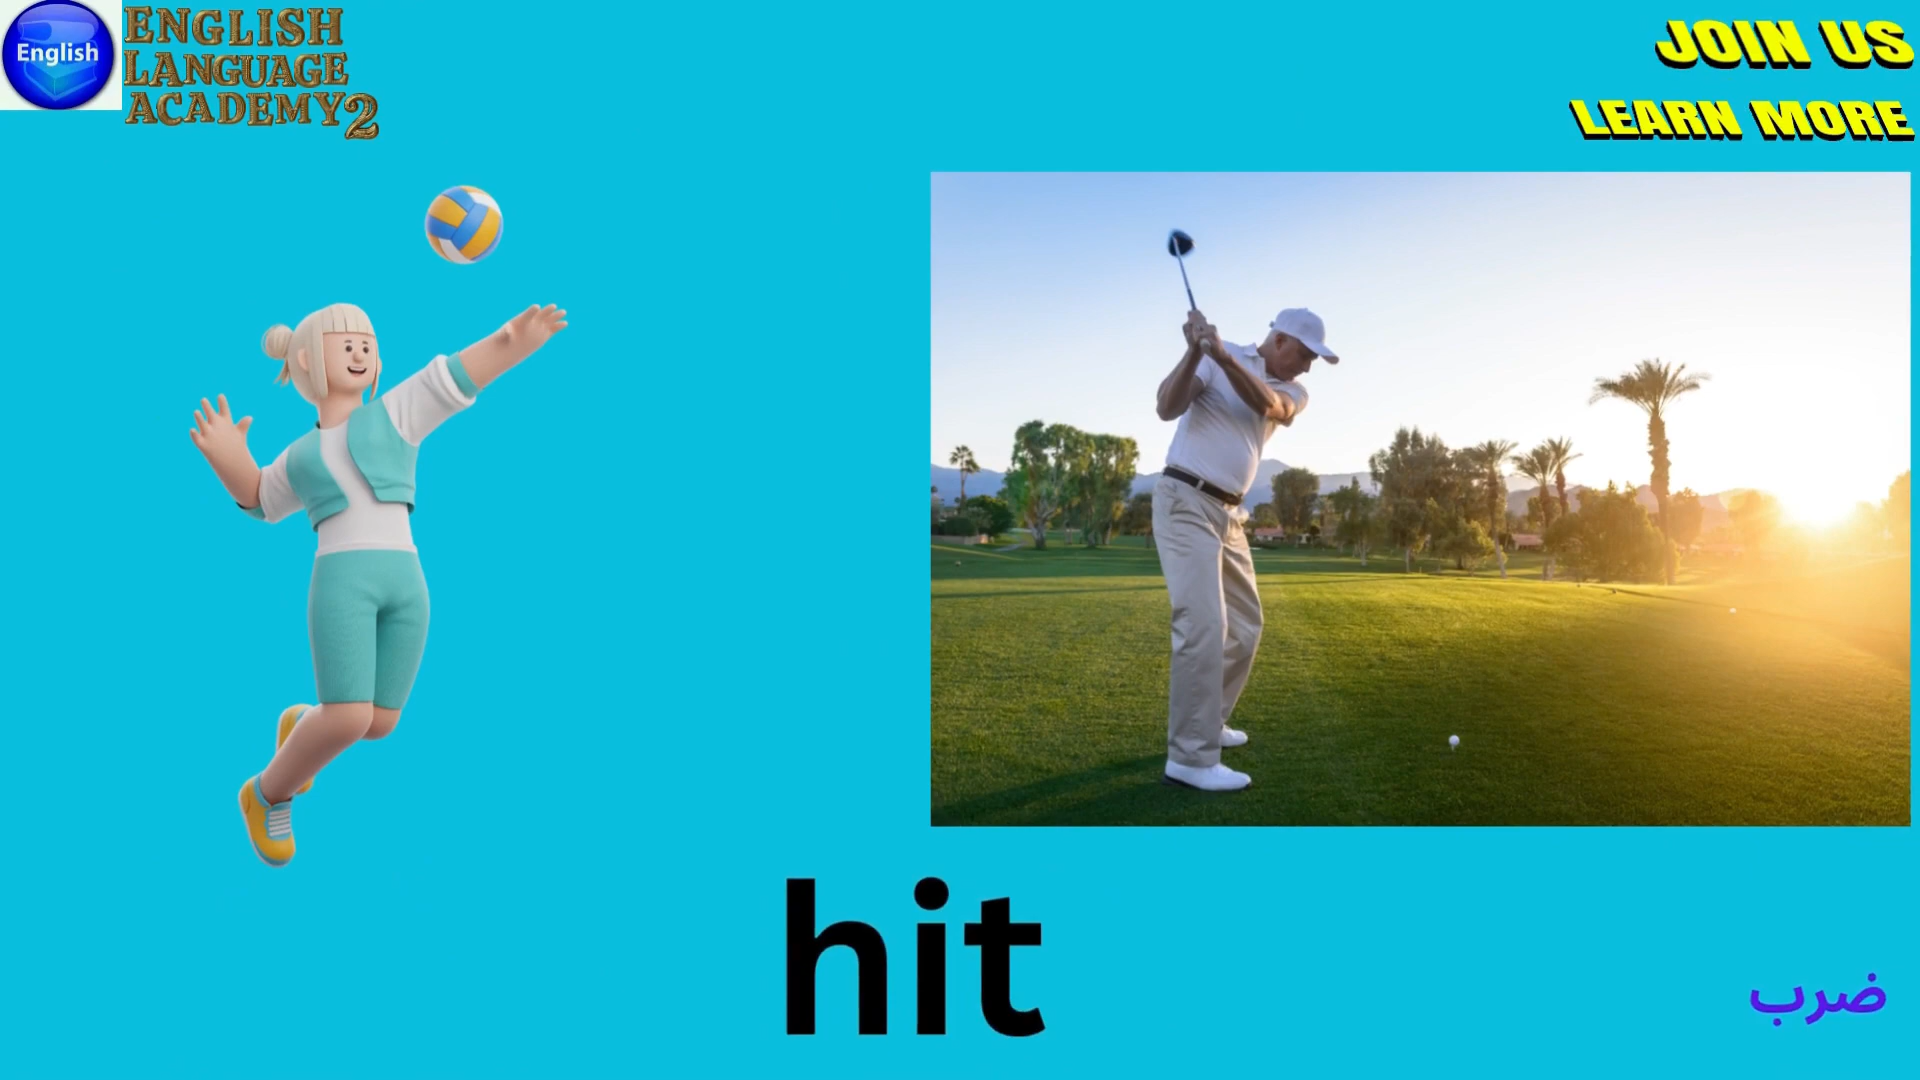 English
ENGLISH
LANGUAGE
ACADEMY2
JOIN US
LEARN MORE
hit
ضرب